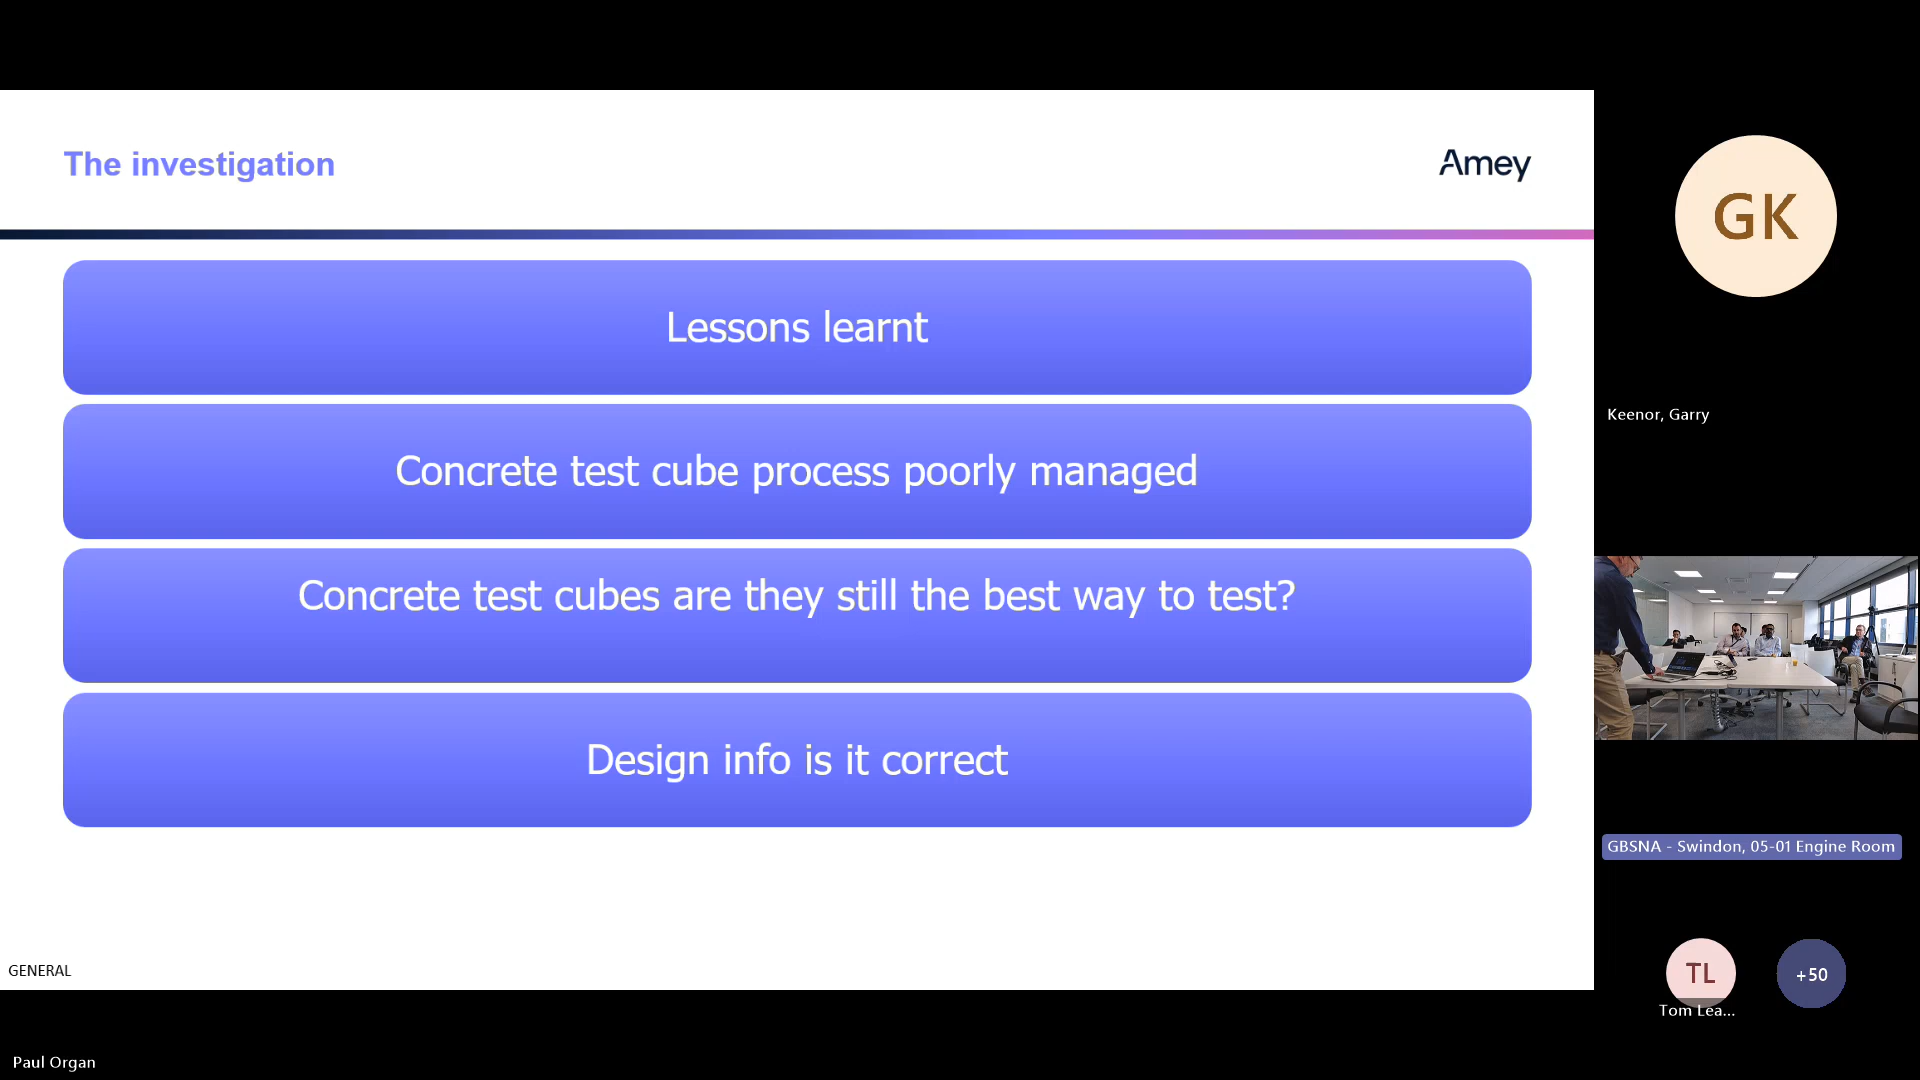 The investigation
Amey
Lessons learnt
Concrete test cube process poorly managed
Concrete test cubes are they still the best way to test?
Design info is it correct
GENERAL
Paul Organ
GK
Keenor, Garry
GBSNA - Swindon, 05-01 Engine Room
TL
Tom Lea...
+50